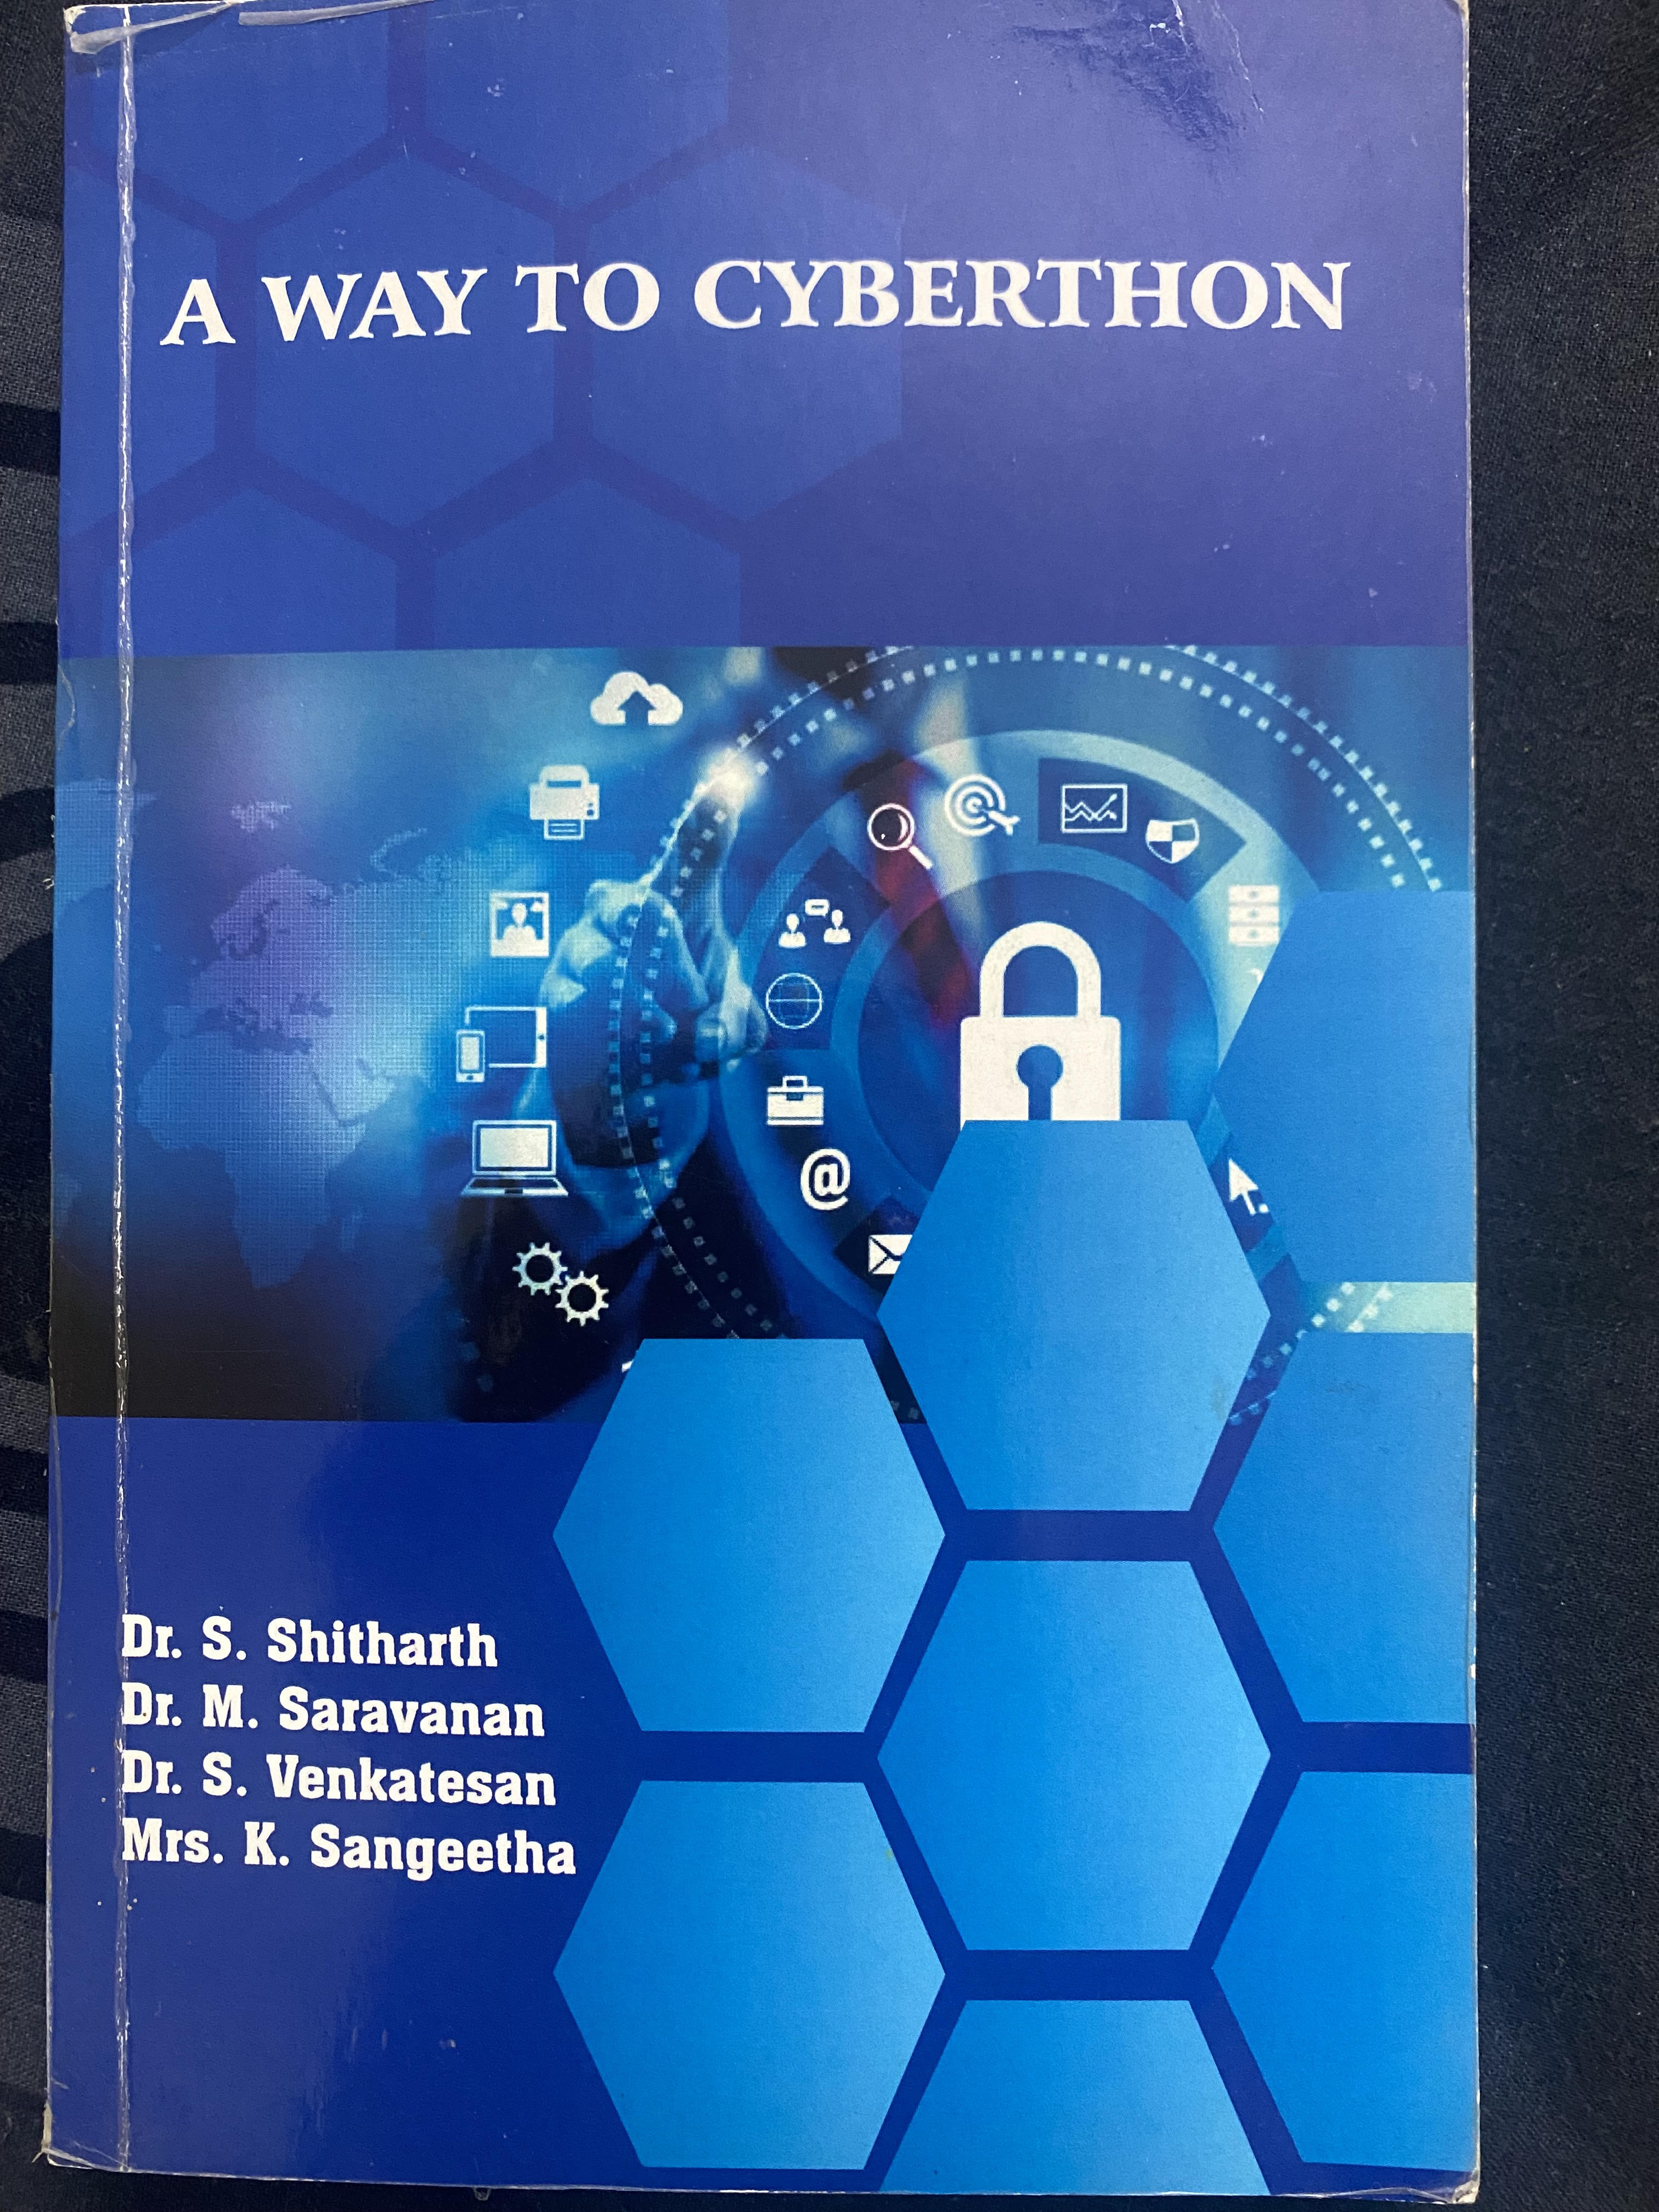 A WAY TO CYBERTHON
@
Dr. S. Shitharth
Dr. M. Saravanan
Dr. S. Venkatesan
Mrs. K. Sangeetha